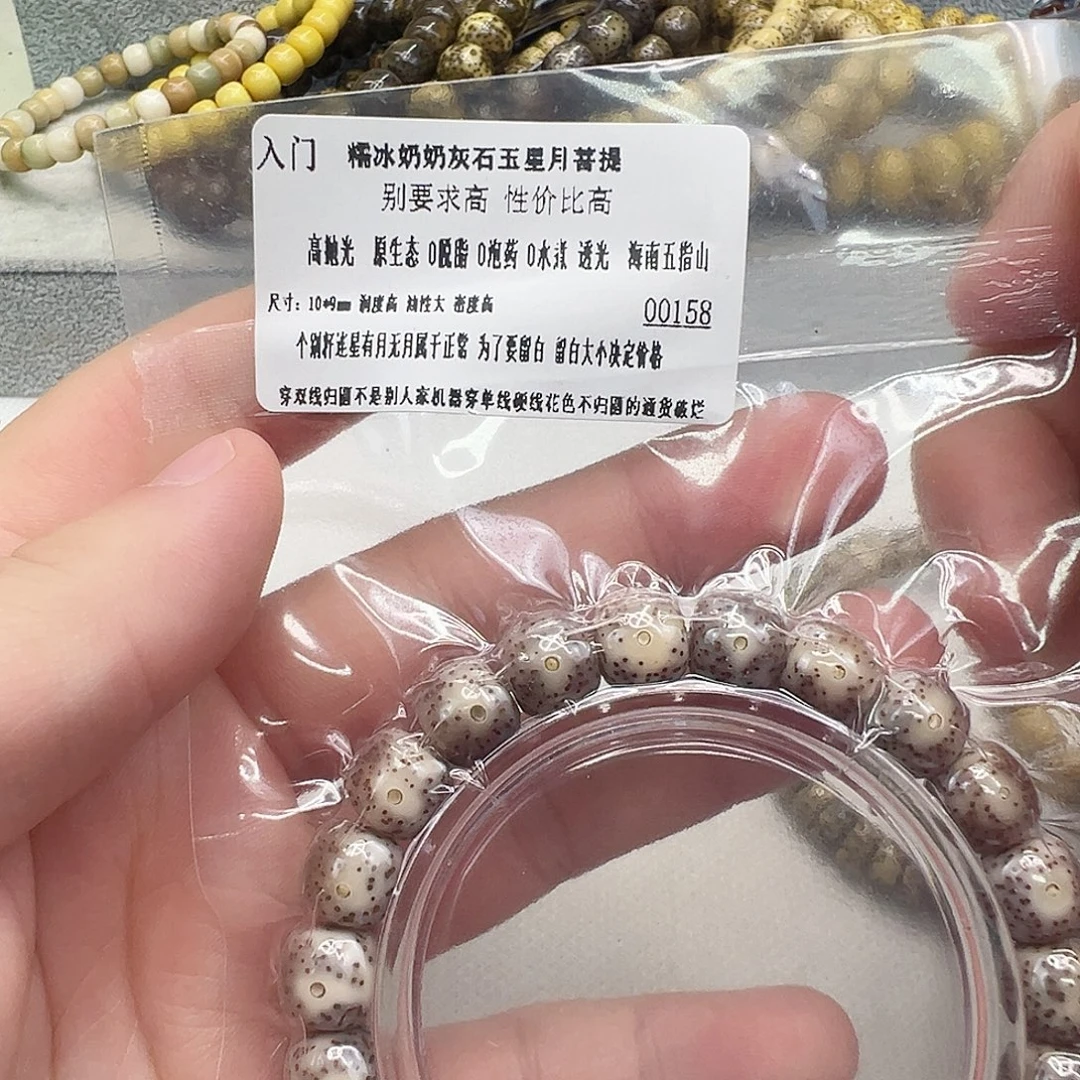 入门 糯冰奶奶灰石玉星月菩提
别要求高 性价比高
高抛光 原生态 0脱脂 0泡药 0水渍 透光 海南五指山
尺寸：10*9mm 润度高 油性大 密度高 00158
个别籽连星有月无月属于正常 为了要留白 留白大小决定价格
穿双线归圆不是别人家机器穿单线硬线花色不归圆的通货破烂